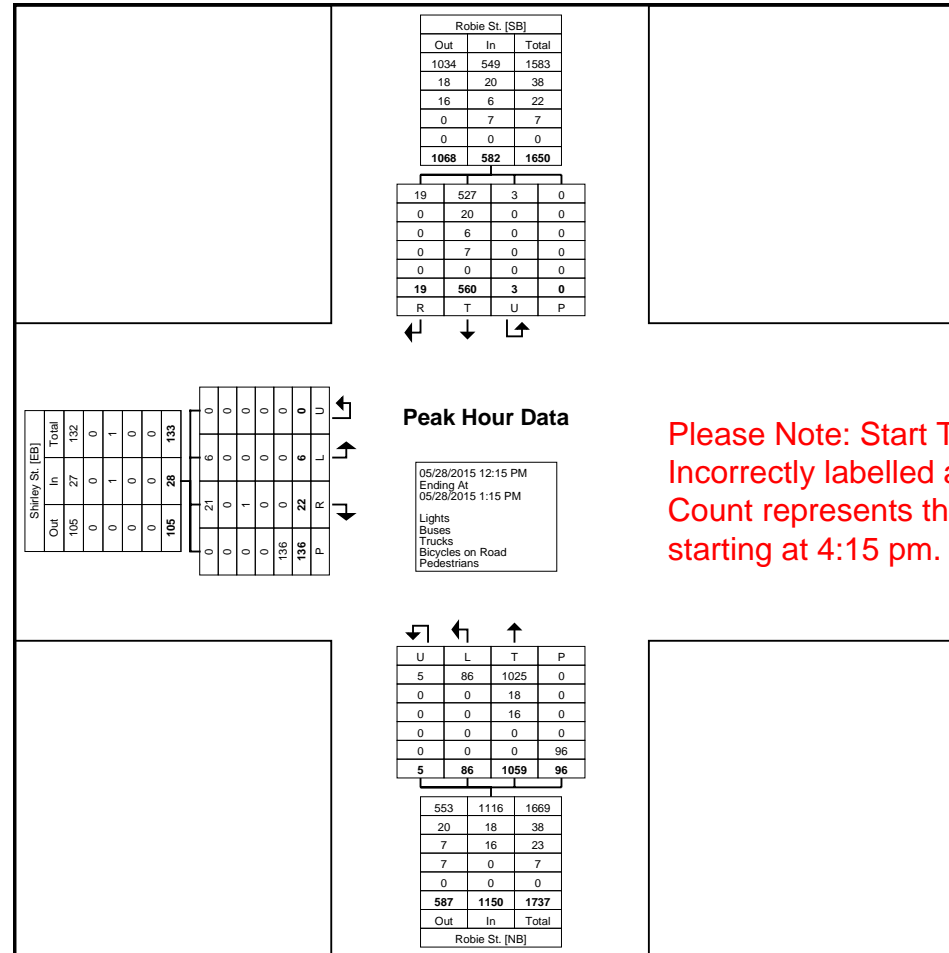 Robie St. [SB]
Out In Total
1034 549 1583
18 20 38
16 6 22
0 7 7
0 0 0
1068 582 1650
19 527 3 0
0 20 0 0
0 6 0 0
0 7 0 0
0 0 0 0
19 560 3 0
R T U P
Shirley St. [EB]
Out In Total
105 27 132
0 0 0
0 1 1
0 0 0
0 0 0
105 28 133
0 21 6 0
0 0 0 0
0 1 0 0
0 0 0 0
136 0 0 0
136 22 6 0
P R L U
Peak Hour Data
05/28/2015 12:15 PM
Ending At
05/28/2015 1:15 PM
Lights
Buses
Trucks
Bicycles on Road
Pedestrians
Please Note: Start T
Incorrectly labelled a
Count represents th
starting at 4:15 pm.
U L T P
5 86 1025 0
0 0 18 0
0 0 16 0
0 0 0 0
0 0 0 96
5 86 1059 96
553 1116 1669
20 18 38
7 16 23
7 0 7
0 0 0
587 1150 1737
Out In Total
Robie St. [NB]